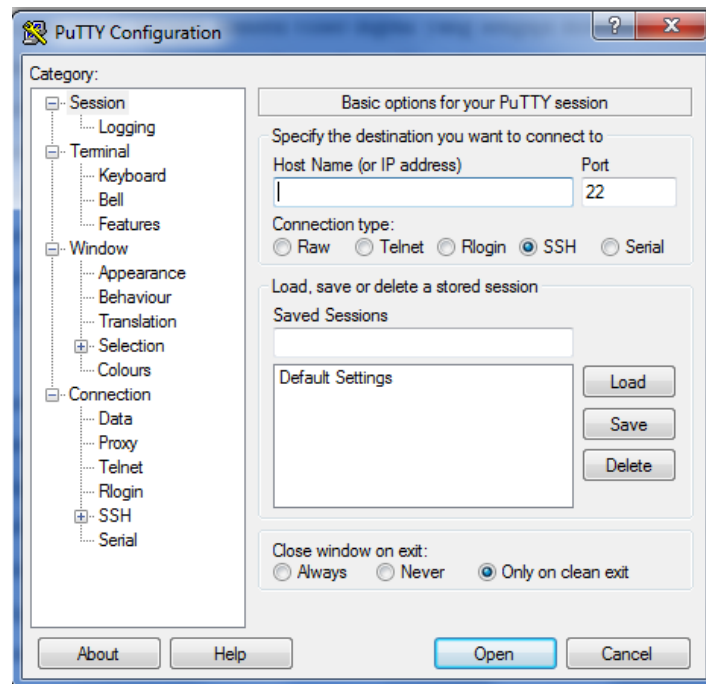 PuTTY Configuration
?
X
Category:
Session
Logging
Terminal
Keyboard
Bell
Features
Window
Appearance
Behaviour
Translation
Selection
Colours
Connection
Data
Proxy
Telnet
Rlogin
SSH
Serial
Basic options for your PuTTY session
Specify the destination you want to connect to
Host Name (or IP address) Port
22
Connection type:
Raw Telnet Rlogin SSH Serial
Load, save or delete a stored session
Saved Sessions
Default Settings
Load
Save
Delete
Close window on exit:
Always Never Only on clean exit
About Help Open Cancel